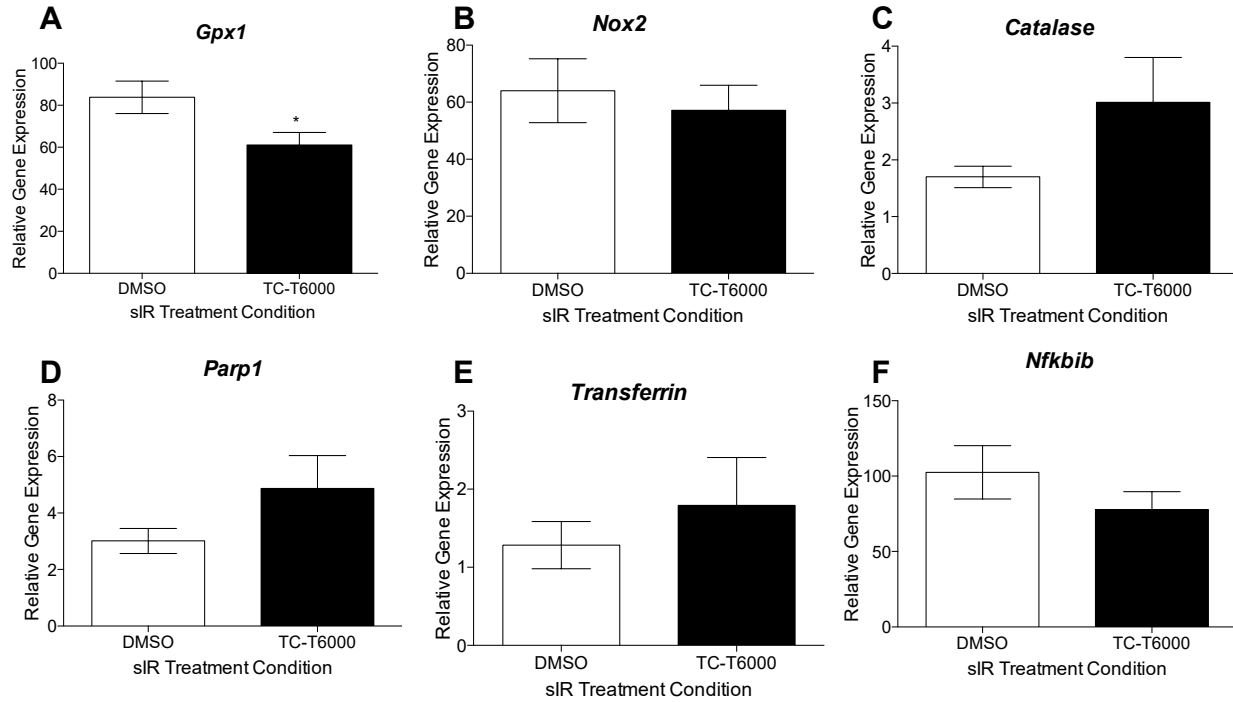 A
Gpx1
Relative Gene Expression
100
80
60
40
20
0
*
DMSO
TC-T6000
sIR Treatment Condition
B
Nox2
Relative Gene Expression
80
60
40
20
0
DMSO
TC-T6000
sIR Treatment Condition
C
Catalase
Relative Gene Expression
4
3
2
1
0
DMSO
TC-T6000
sIR Treatment Condition
D
Parp1
Relative Gene Expression
8
6
4
2
0
DMSO
TC-T6000
sIR Treatment Condition
E
Transferrin
Relative Gene Expression
3
2
1
0
DMSO
TC-T6000
sIR Treatment Condition
F
Nfkbib
Relative Gene Expression
150
100
50
0
DMSO
TC-T6000
sIR Treatment Condition